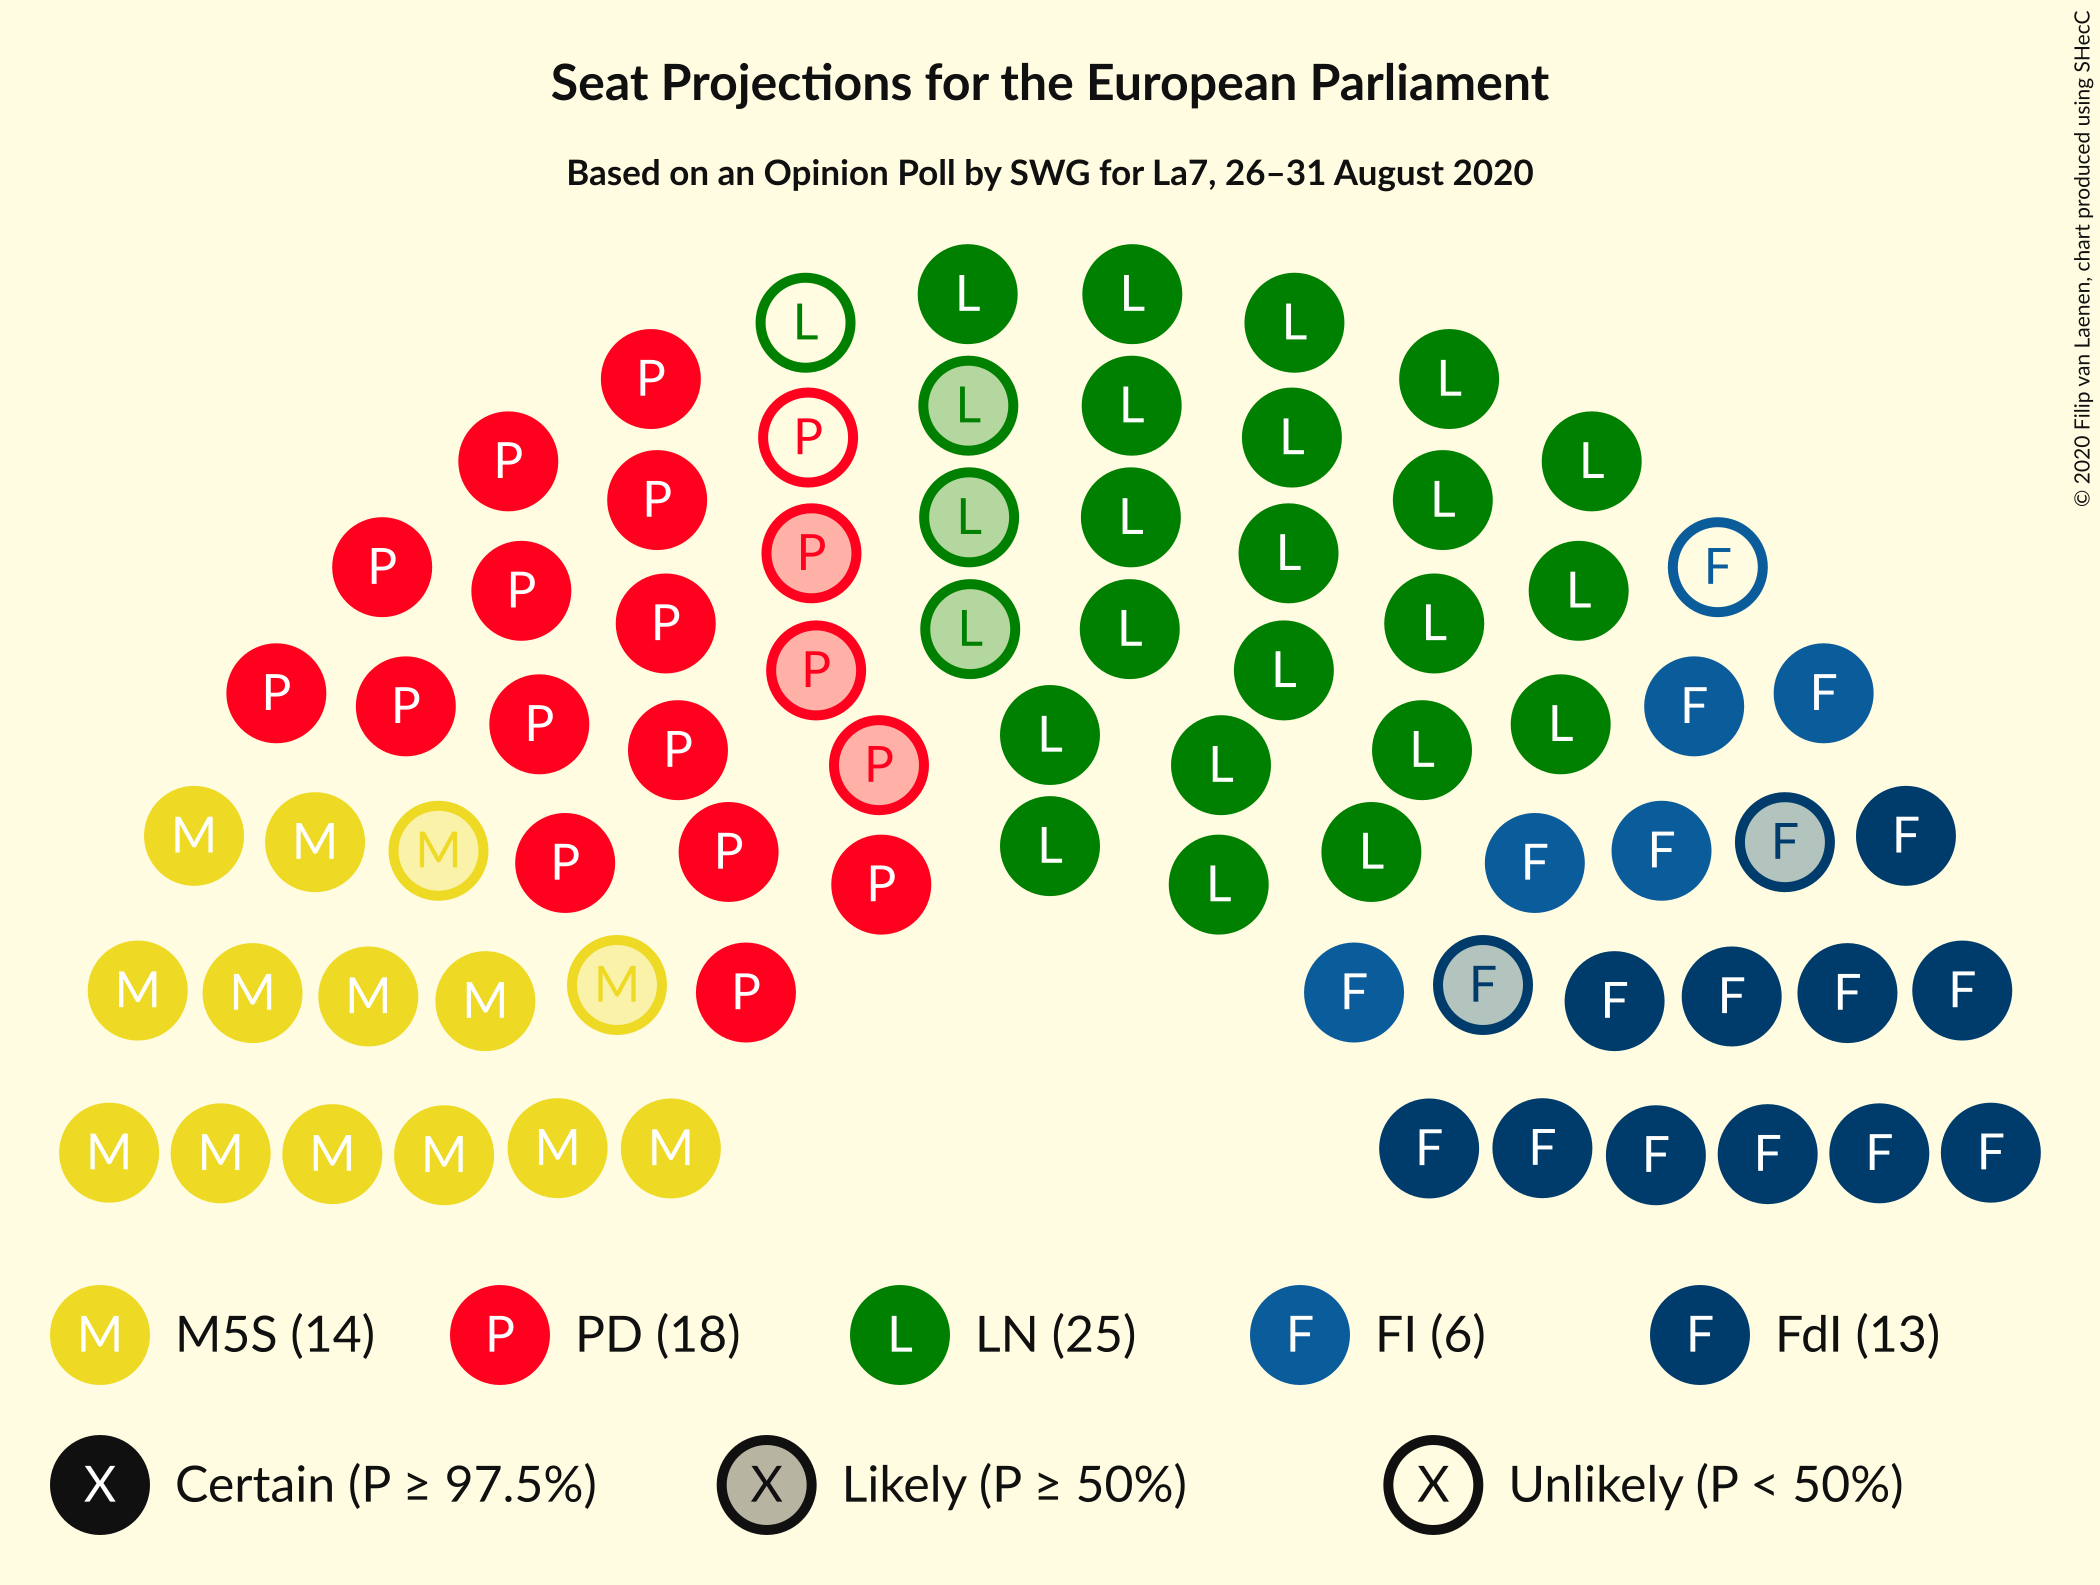 Seat Projections for the European Parliament
Based on an Opinion Poll by SWG for La7, 26–31 August 2020
© 2020 Filip van Laenen, chart produced using SHecC
L L L L
P L
P L L L
P L P L
P L L
P L F
P L
P P L L
P L
P L P L
P P L F F
P L
P P L L
L P L
M M M P P L F F F F
L P L
M M M M M P F F F F F F
M M M M M M F F F F F F
M M5S (14) P PD (18) L LN (25) F FI (6) F FdI (13)
X Certain (P ≥ 97.5%) X Likely (P ≥ 50%) X Unlikely (P < 50%)